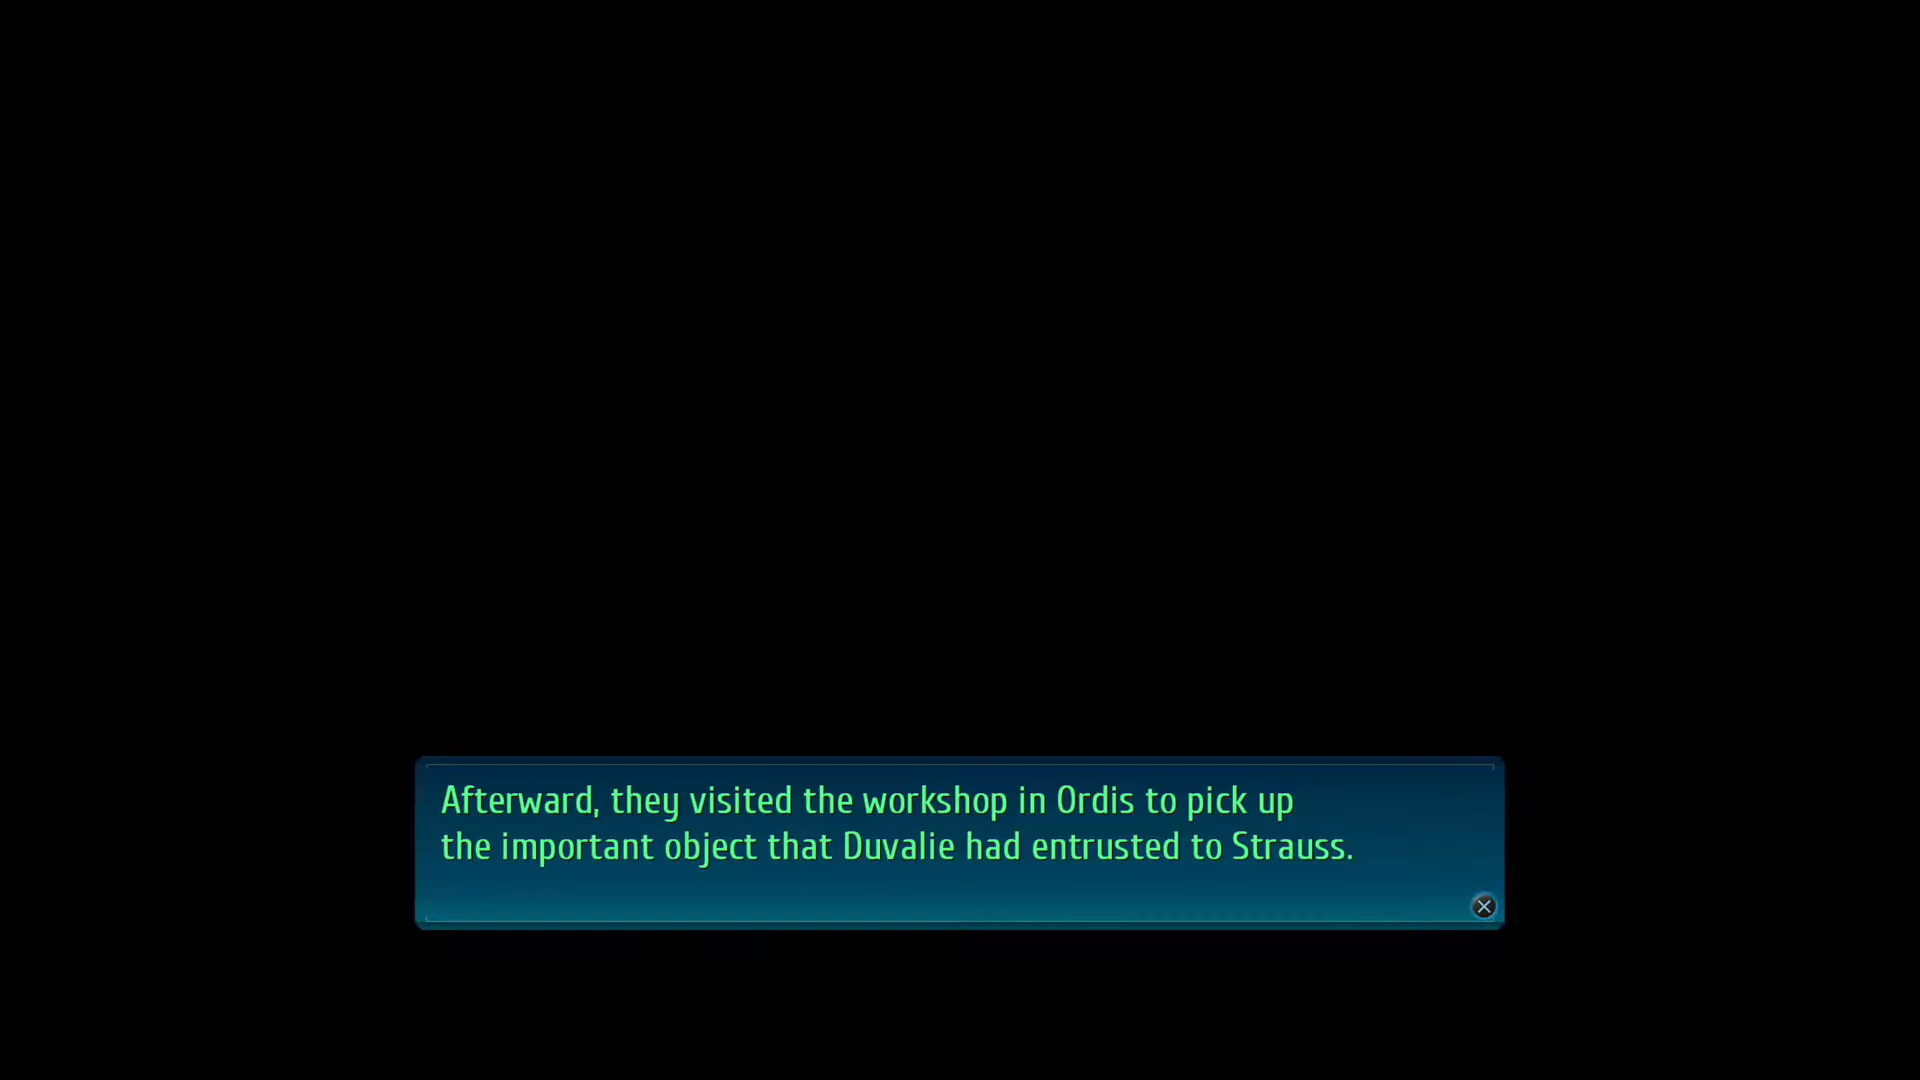 Afterward, they visited the workshop in Ordis to pick up
the important object that Duvalie had entrusted to Strauss.